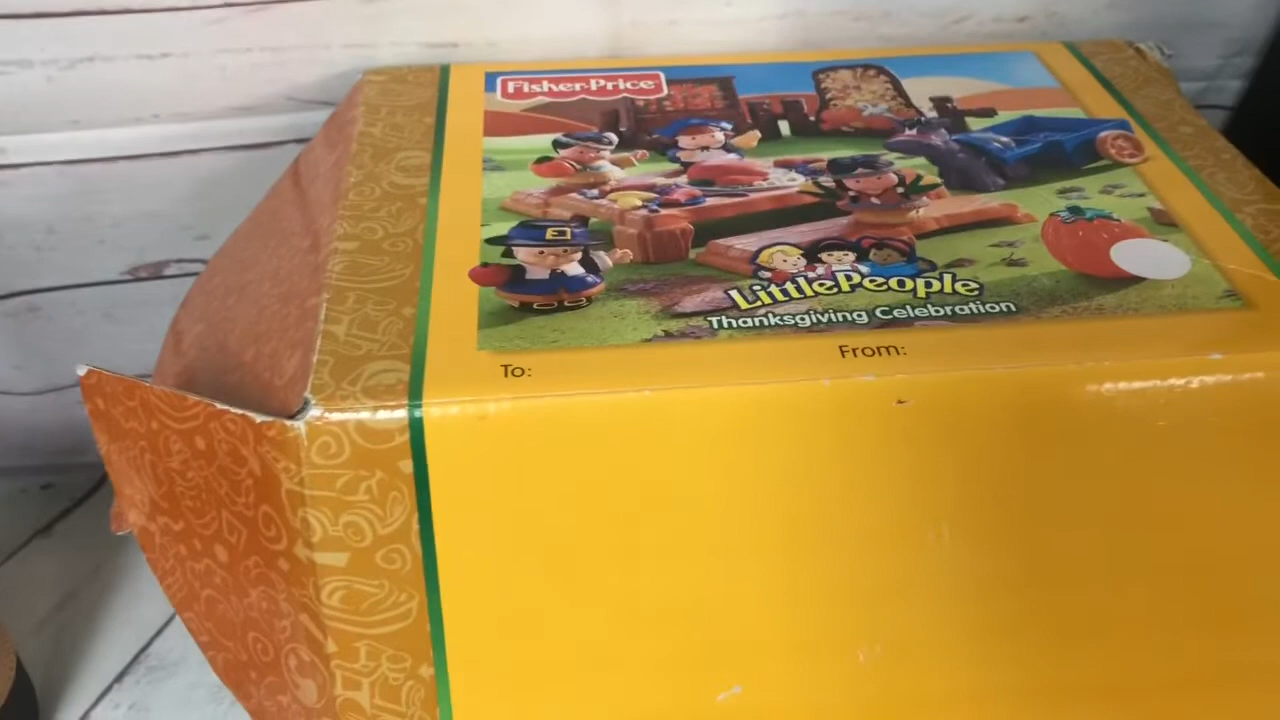 Fisher-Price
LittlePeople
Thanksgiving Celebration
To:
From: